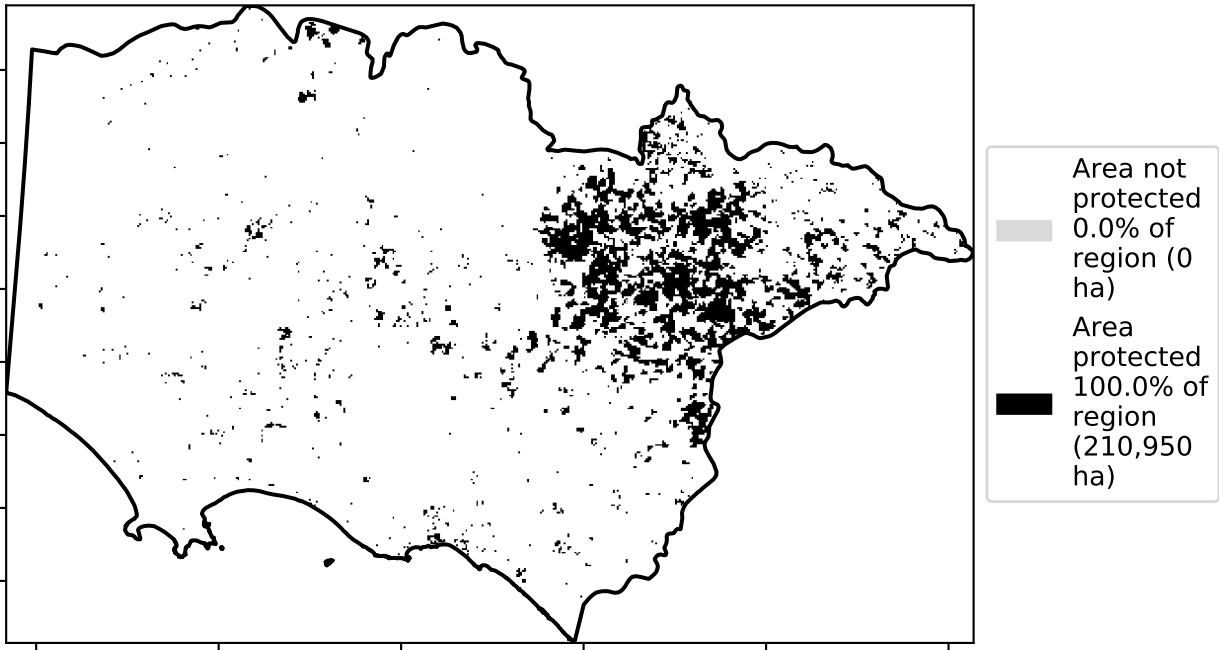 Area not
protected
0.0% of
region (0
ha)
Area
protected
100.0% of
region
(210,950
ha)